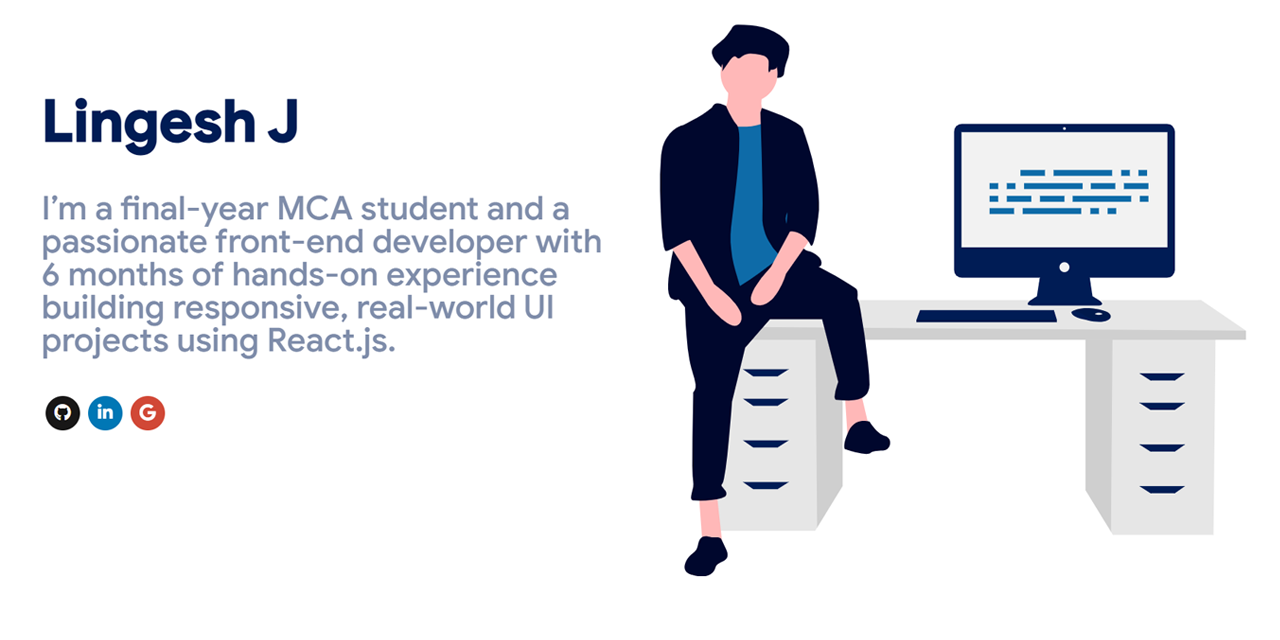 Lingesh J
I’m a final-year MCA student and a
passionate front-end developer with
6 months of hands-on experience
building responsive, real-world UI
projects using React.js.
in
G